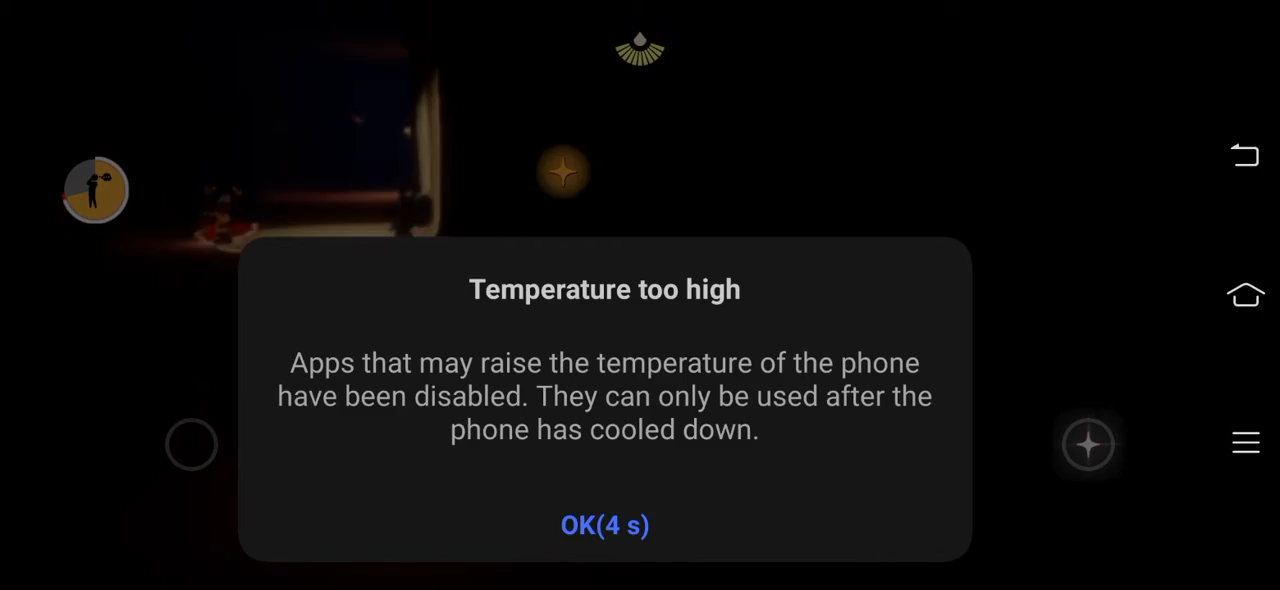 Temperature too high
Apps that may raise the temperature of the phone
have been disabled. They can only be used after the
phone has cooled down.
OK(4 s)